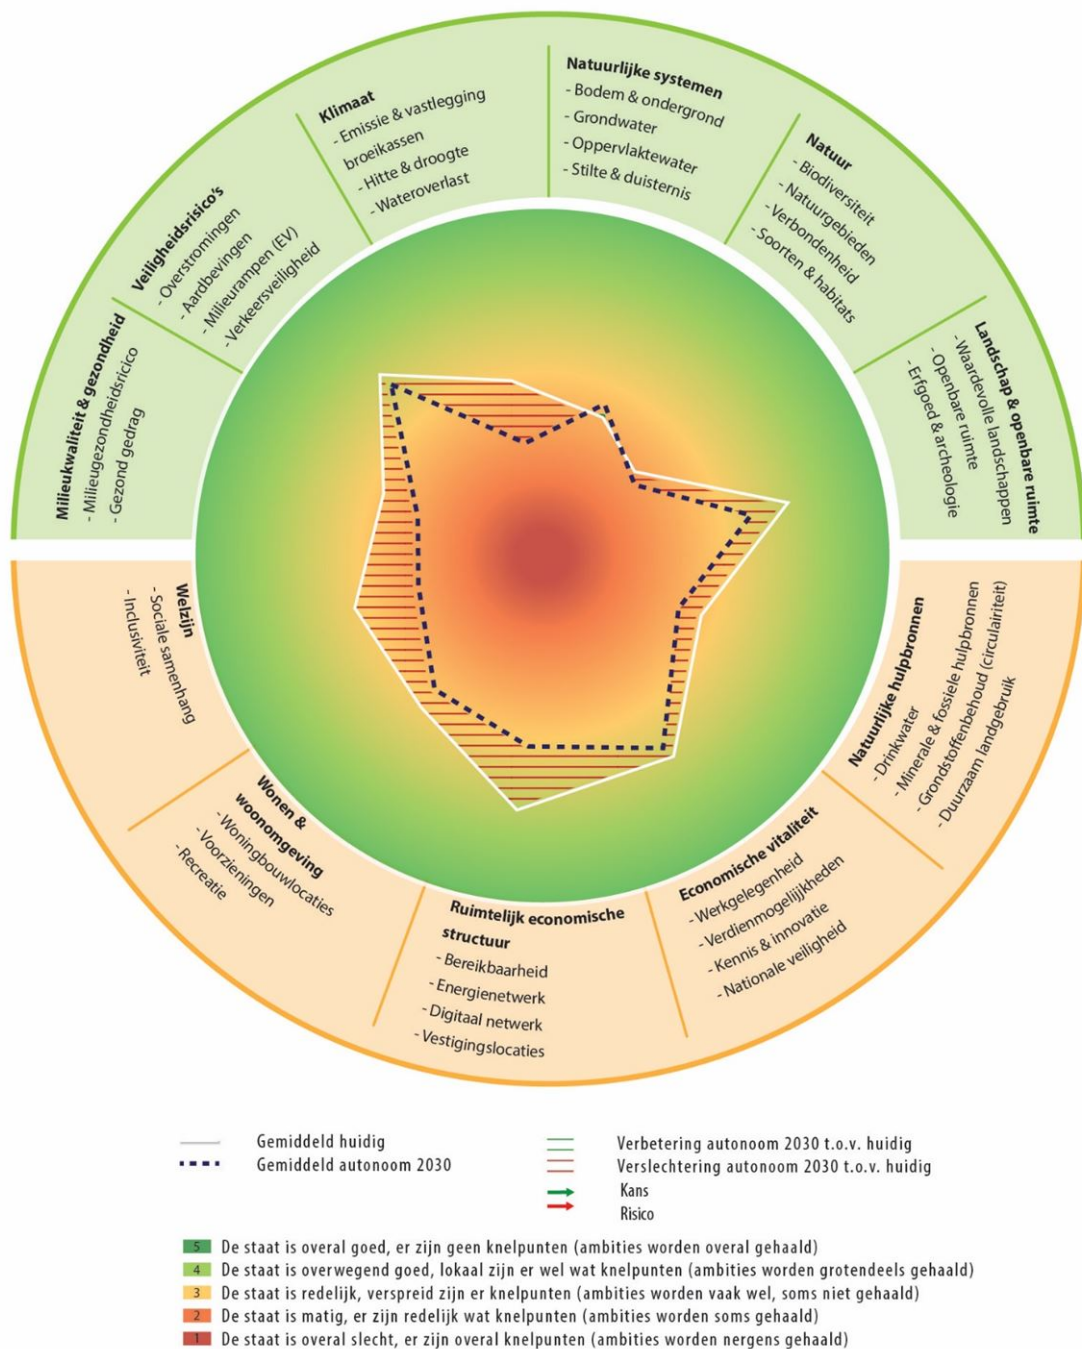 Natuurlijke systemen
- Bodem & ondergrond
- Grondwater
- Oppervlaktewater
- Stilte & duisternis
Natuur
- Biodiversiteit
- Natuurgebieden
- Verbondenheid
- Soorten & habitats
Landschap & openbare ruimte
- Waardevolle landschappen
- Openbare ruimte
- Erfgoed & archeologie
Natuurlijke hulpbronnen
- Drinkwater
- Minerale & fossiele hulpbronnen
- Grondstoffenbehoud (circulairiteit)
- Duurzaam landgebruik
Economische vitaliteit
- Werkgelegenheid
- Verdienmogelijkheden
- Kennis & innovatie
- Nationale veiligheid
Ruimtelijk economische
structuur
- Bereikbaarheid
- Energienetwerk
- Digitaal netwerk
- Vestigingslocaties
Wonen &
woonomgeving
- Woningbouwlocaties
- Voorzieningen
- Recreatie
Welzijn
- Sociale samenhang
- Inclusiviteit
Milieukwaliteit & gezondheid
- Milieugezondheidsricico
- Gezond gedrag
Veiligheidsrisico's
- Overstromingen
- Aardbevingen
- Milieurampen (EV)
- Verkeersveiligheid
Klimaat
- Emissie & vastlegging
broeikassen
- Hitte & droogte
- Wateroverlast
Gemiddeld huidig
Gemiddeld autonoom 2030
Verbetering autonoom 2030 t.o.v. huidig
Verslechtering autonoom 2030 t.o.v. huidig
Kans
Risico
5 De staat is overal goed, er zijn geen knelpunten (ambities worden overal gehaald)
4 De staat is overwegend goed, lokaal zijn er wel wat knelpunten (ambities worden grotendeels gehaald)
3 De staat is redelijk, verspreid zijn er knelpunten (ambities worden vaak wel, soms niet gehaald)
2 De staat is matig, er zijn redelijk wat knelpunten (ambities worden soms gehaald)
1 De staat is overal slecht, er zijn overal knelpunten (ambities worden nergens gehaald)